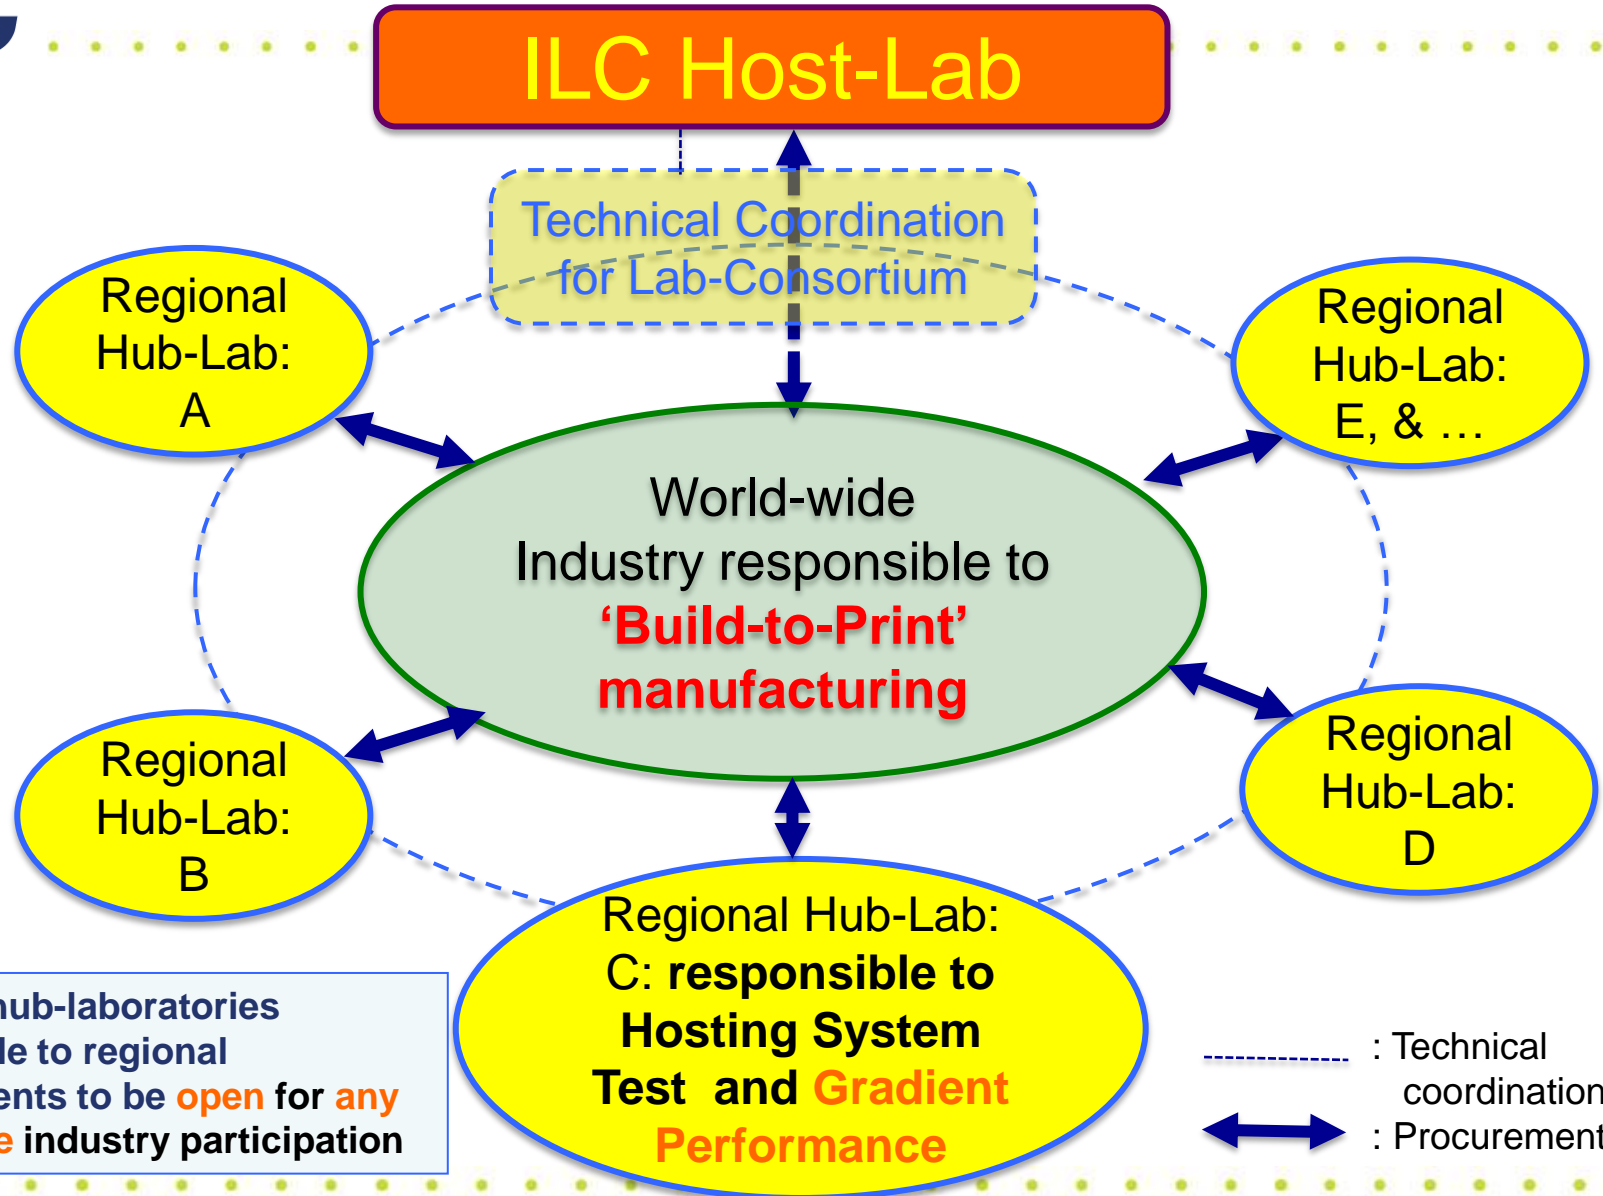 ILC Host-Lab
Technical Coordination
for Lab-Consortium
Regional
Hub-Lab:
A
Regional
Hub-Lab:
E, & …
World-wide
Industry responsible to
‘Build-to-Print’
manufacturing
Regional
Hub-Lab:
B
Regional
Hub-Lab:
D
Regional Hub-Lab:
C: responsible to
Hosting System
Test and Gradient
Performance
hub-laboratories
to regional
to be open for any
industry participation
: Technical
coordination
: Procurement